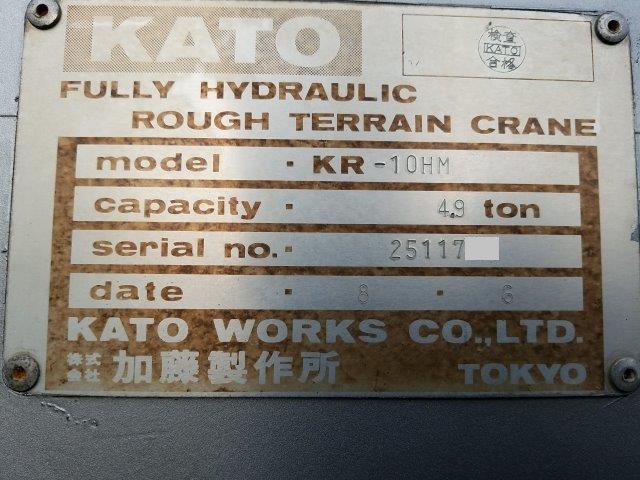 KATO
検査
KATO
合格
FULLY HYDRAULIC
ROUGH TERRAIN CRANE
model · KR-10HM
capacity · 4.9 ton
serial no. · 25117
date · 8 · 6
KATO WORKS CO.,LTD.
株式会社 加藤製作所 TOKYO